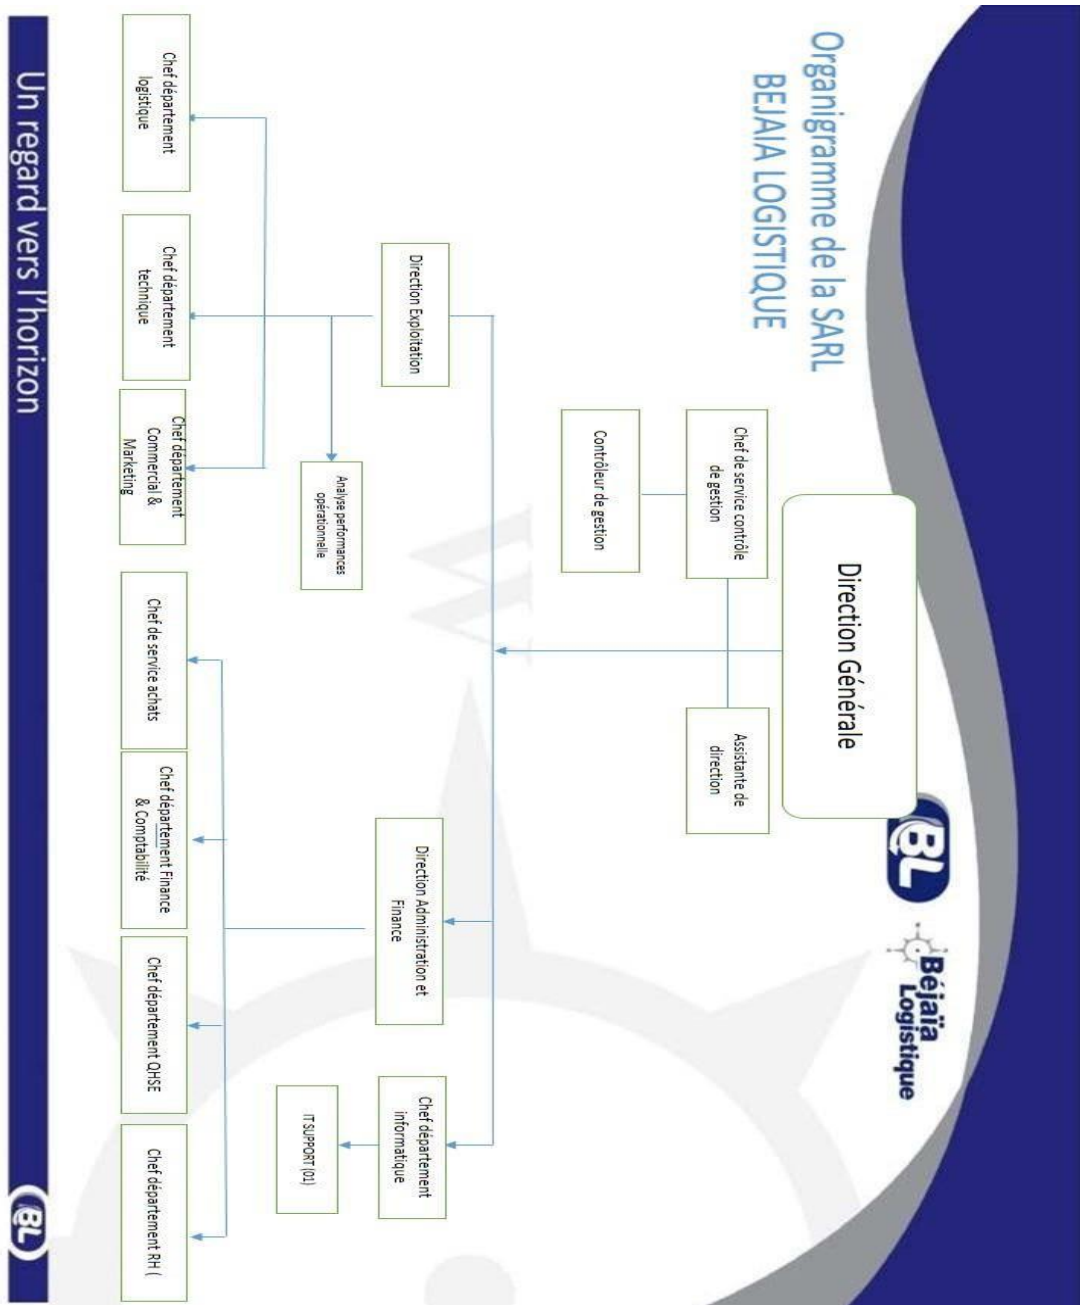 Organigramme de la SARL
BEJAIA LOGISTIQUE
BL
Béjaïa
Logistique
Direction Générale
Chef de service contrôle
de gestion
Assistante de
direction
Contrôleur de gestion
Direction Exploitation
Direction Administration et
Finance
Chef département
informatique
Analyse performances
opérationnelle
IT SUPPORT (01)
Chef département
logistique
Chef département
technique
Chef département
Commercial &
Marketing
Chef de service achats
Chef département Finance
& Comptabilité
Chef département QHSE
Chef département RH (
Un regard vers l'horizon
BL